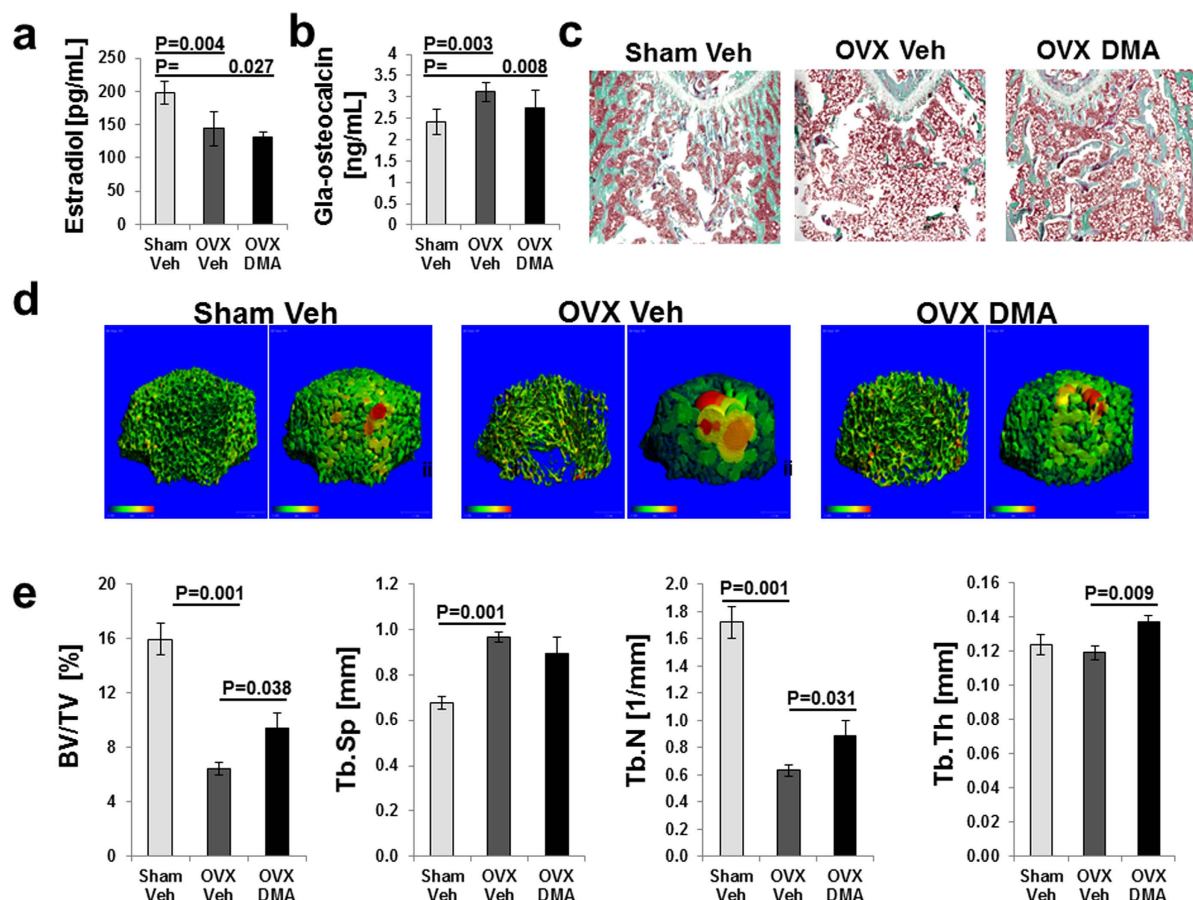 a
P=0.004
P= 0.027
Estradiol [pg/mL]
250
200
150
100
50
0
Sham Veh
OVX Veh
OVX DMA
b
P=0.003
P= 0.008
Gla-osteocalcin [ng/mL]
4
3.5
3
2.5
2
1.5
1
0.5
0
Sham Veh
OVX Veh
OVX DMA
c
Sham Veh
OVX Veh
OVX DMA
d
Sham Veh
OVX Veh
OVX DMA
ii
ii
e
BV/TV [%]
20
16
12
8
4
0
P=0.001
P=0.038
Sham Veh
OVX Veh
OVX DMA
Tb.Sp [mm]
1.2
1.0
0.8
0.6
0.4
0.2
0.0
P=0.001
Sham Veh
OVX Veh
OVX DMA
Tb.N [1/mm]
2.0
1.8
1.6
1.4
1.2
1.0
0.8
0.6
0.4
0.2
0.0
P=0.001
P=0.031
Sham Veh
OVX Veh
OVX DMA
Tb.Th [mm]
0.16
0.14
0.12
0.10
0.08
0.06
0.04
0.02
0.00
P=0.009
Sham Veh
OVX Veh
OVX DMA